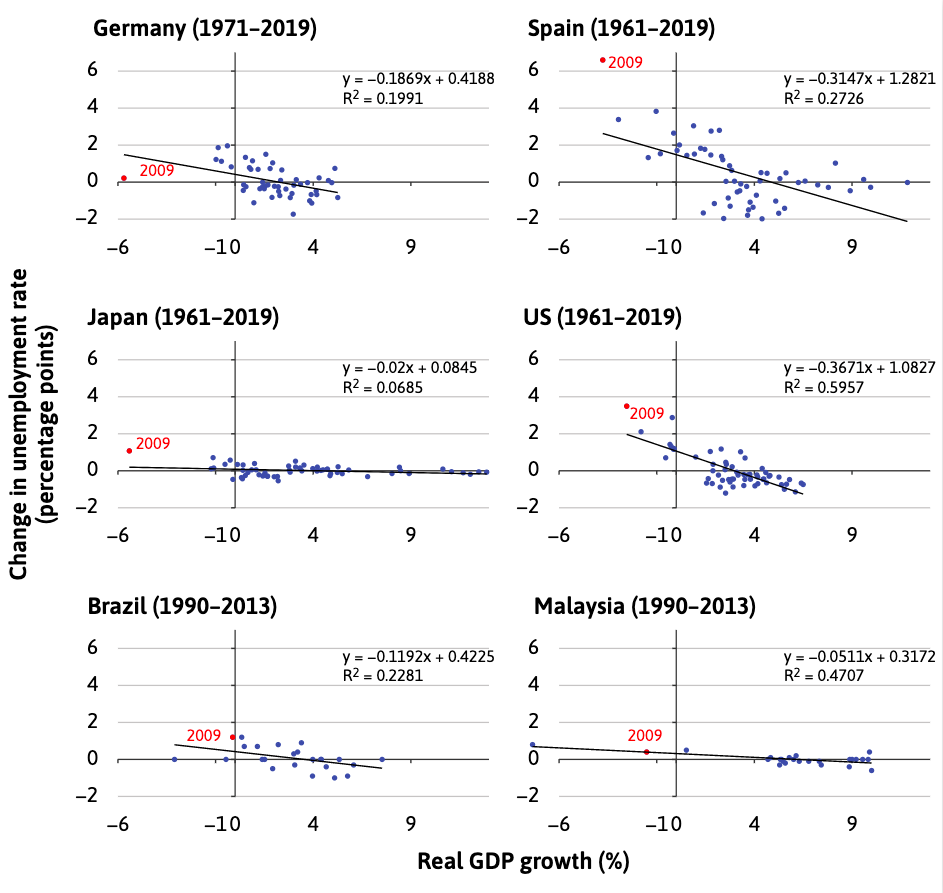 Germany (1971–2019)
6
4
2
0
−2
−6
−10
4
9
2009
y = −0.1869x + 0.4188
R² = 0.1991
Spain (1961–2019)
6
4
2
0
−2
−6
−10
4
9
2009
y = −0.3147x + 1.2821
R² = 0.2726
Change in unemployment rate
(percentage points)
Japan (1961–2019)
6
4
2
0
−2
−6
−10
4
9
2009
y = −0.02x + 0.0845
R² = 0.0685
US (1961–2019)
6
4
2
0
−2
−6
−10
4
9
2009
y = −0.3671x + 1.0827
R² = 0.5957
Brazil (1990–2013)
6
4
2
0
−2
−6
−10
4
9
2009
y = −0.1192x + 0.4225
R² = 0.2281
Malaysia (1990–2013)
6
4
2
0
−2
−6
−10
4
9
2009
y = −0.0511x + 0.3172
R² = 0.4707
Real GDP growth (%)